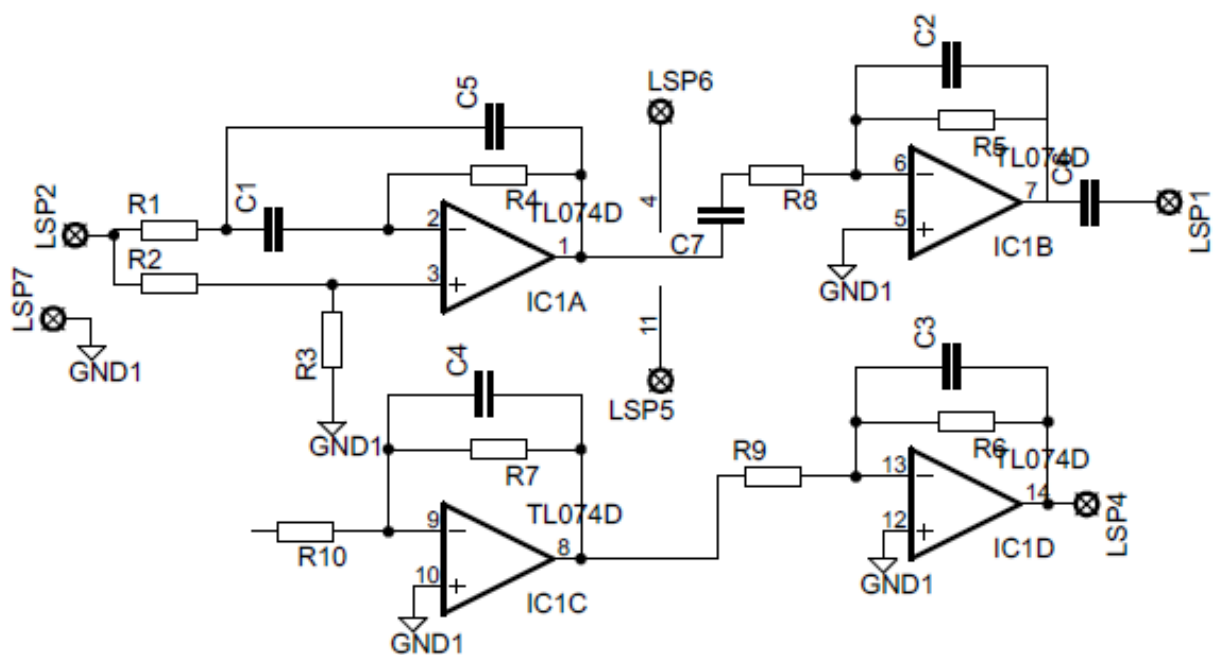 C2
LSP6
C5
R5
TL074D
C6
R1
C1
R4
TL074D
4
R8
6
7
LSP2
2
1
C7
5
IC1B
LSP1
R2
3
IC1A
GND1
LSP7
11
GND1
R3
C4
LSP5
C3
GND1
R7
R9
R6
TL074D
TL074D
13
14
R10
9
8
12
IC1D
LSP4
10
IC1C
GND1
GND1